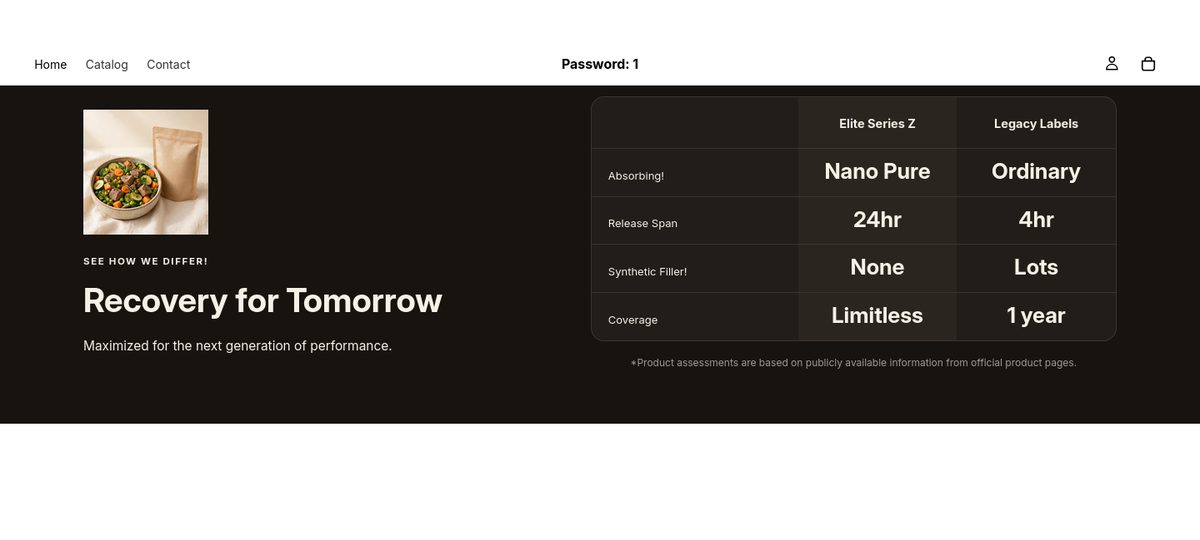 Home Catalog Contact Password: 1
SEE HOW WE DIFFER!
Recovery for Tomorrow
Maximized for the next generation of performance.
Elite Series Z Legacy Labels
Absorbing! Nano Pure Ordinary
Release Span 24hr 4hr
Synthetic Filler! None Lots
Coverage Limitless 1 year
*Product assessments are based on publicly available information from official product pages.